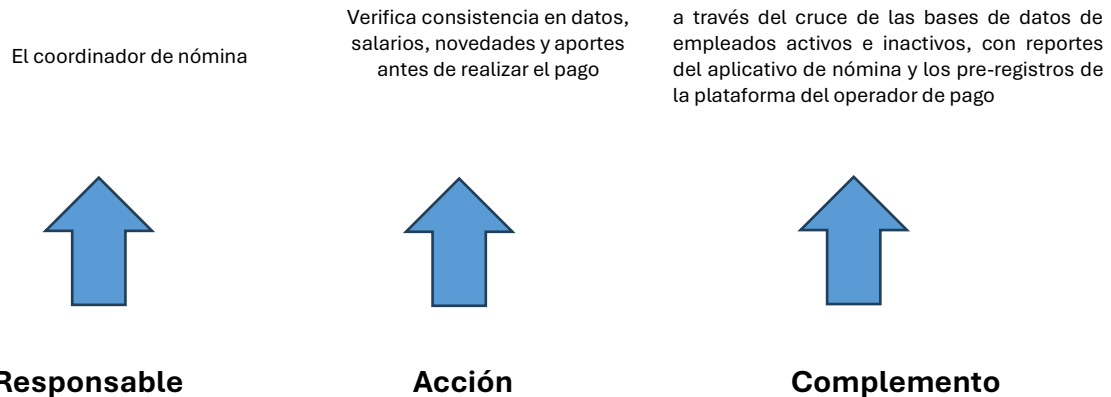 El coordinador de nómina
Verifica consistencia en datos,
salarios, novedades y aportes
antes de realizar el pago
a través del cruce de las bases de datos de
empleados activos e inactivos, con reportes
del aplicativo de nómina y los pre-registros de
la plataforma del operador de pago
Responsable
Acción
Complemento